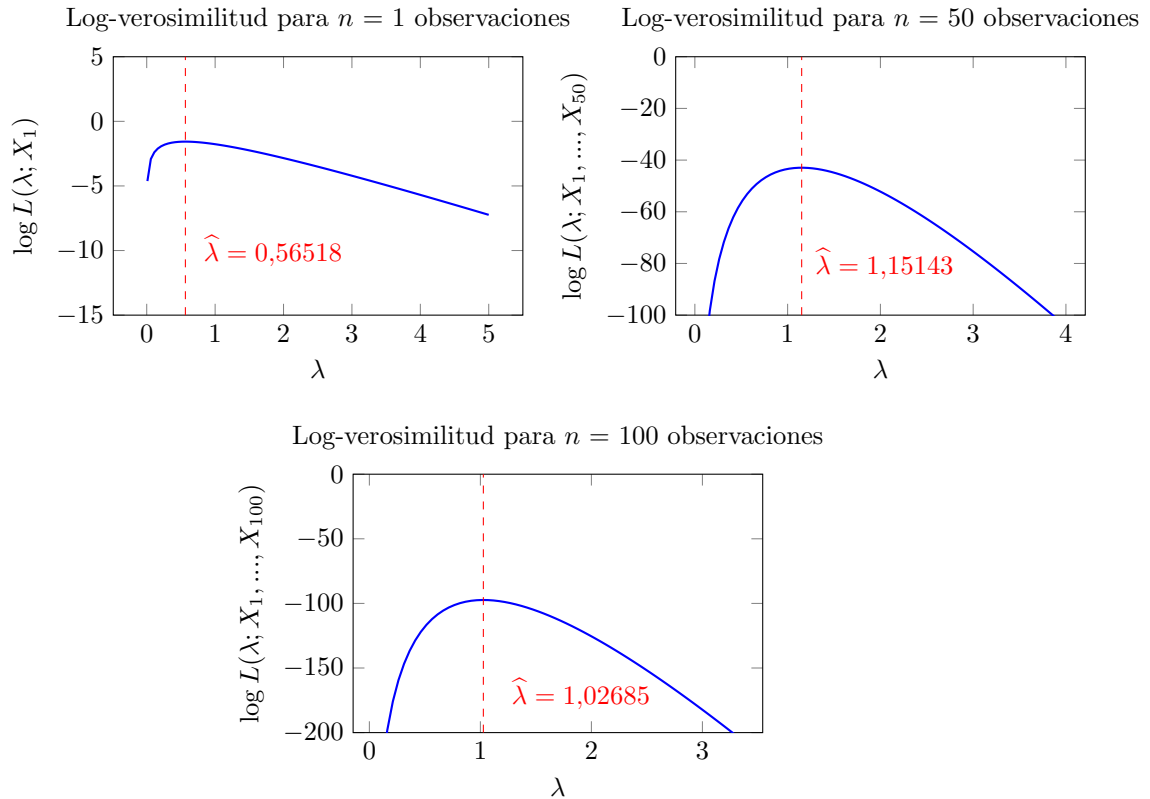 Log-verosimilitud para n = 1 observaciones
5
0
−5
−10
−15
0 1 2 3 4 5
λ
log L(λ; X₁)
λ̂ = 0,56518
Log-verosimilitud para n = 50 observaciones
0
−20
−40
−60
−80
−100
0 1 2 3 4
λ
log L(λ; X₁, ..., X₅₀)
λ̂ = 1,15143
Log-verosimilitud para n = 100 observaciones
0
−50
−100
−150
−200
0 1 2 3
λ
log L(λ; X₁, ..., X₁₀₀)
λ̂ = 1,02685